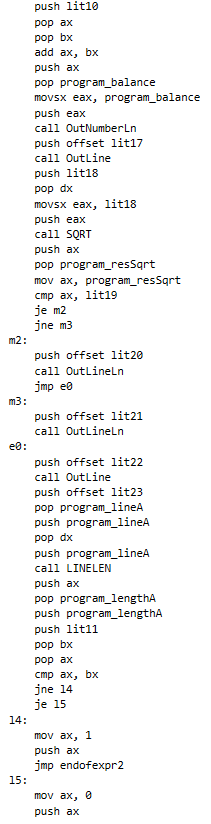 push lit10
pop ax
pop bx
add ax, bx
push ax
pop program_balance
movsx eax, program_balance
push eax
call OutNumberLn
push offset lit17
call OutLine
push lit18
pop dx
movsx eax, lit18
push eax
call SQRT
push ax
pop program_resSqrt
mov ax, program_resSqrt
cmp ax, lit19
je m2
jne m3
m2:
push offset lit20
call OutLineLn
jmp e0
m3:
push offset lit21
call OutLineLn
e0:
push offset lit22
call OutLine
push offset lit23
pop program_lineA
push program_lineA
pop dx
push program_lineA
call LINELEN
push ax
pop program_lengthA
push program_lengthA
push lit11
pop bx
pop ax
cmp ax, bx
jne l4
je l5
l4:
mov ax, 1
push ax
jmp endofexpr2
l5:
mov ax, 0
push ax